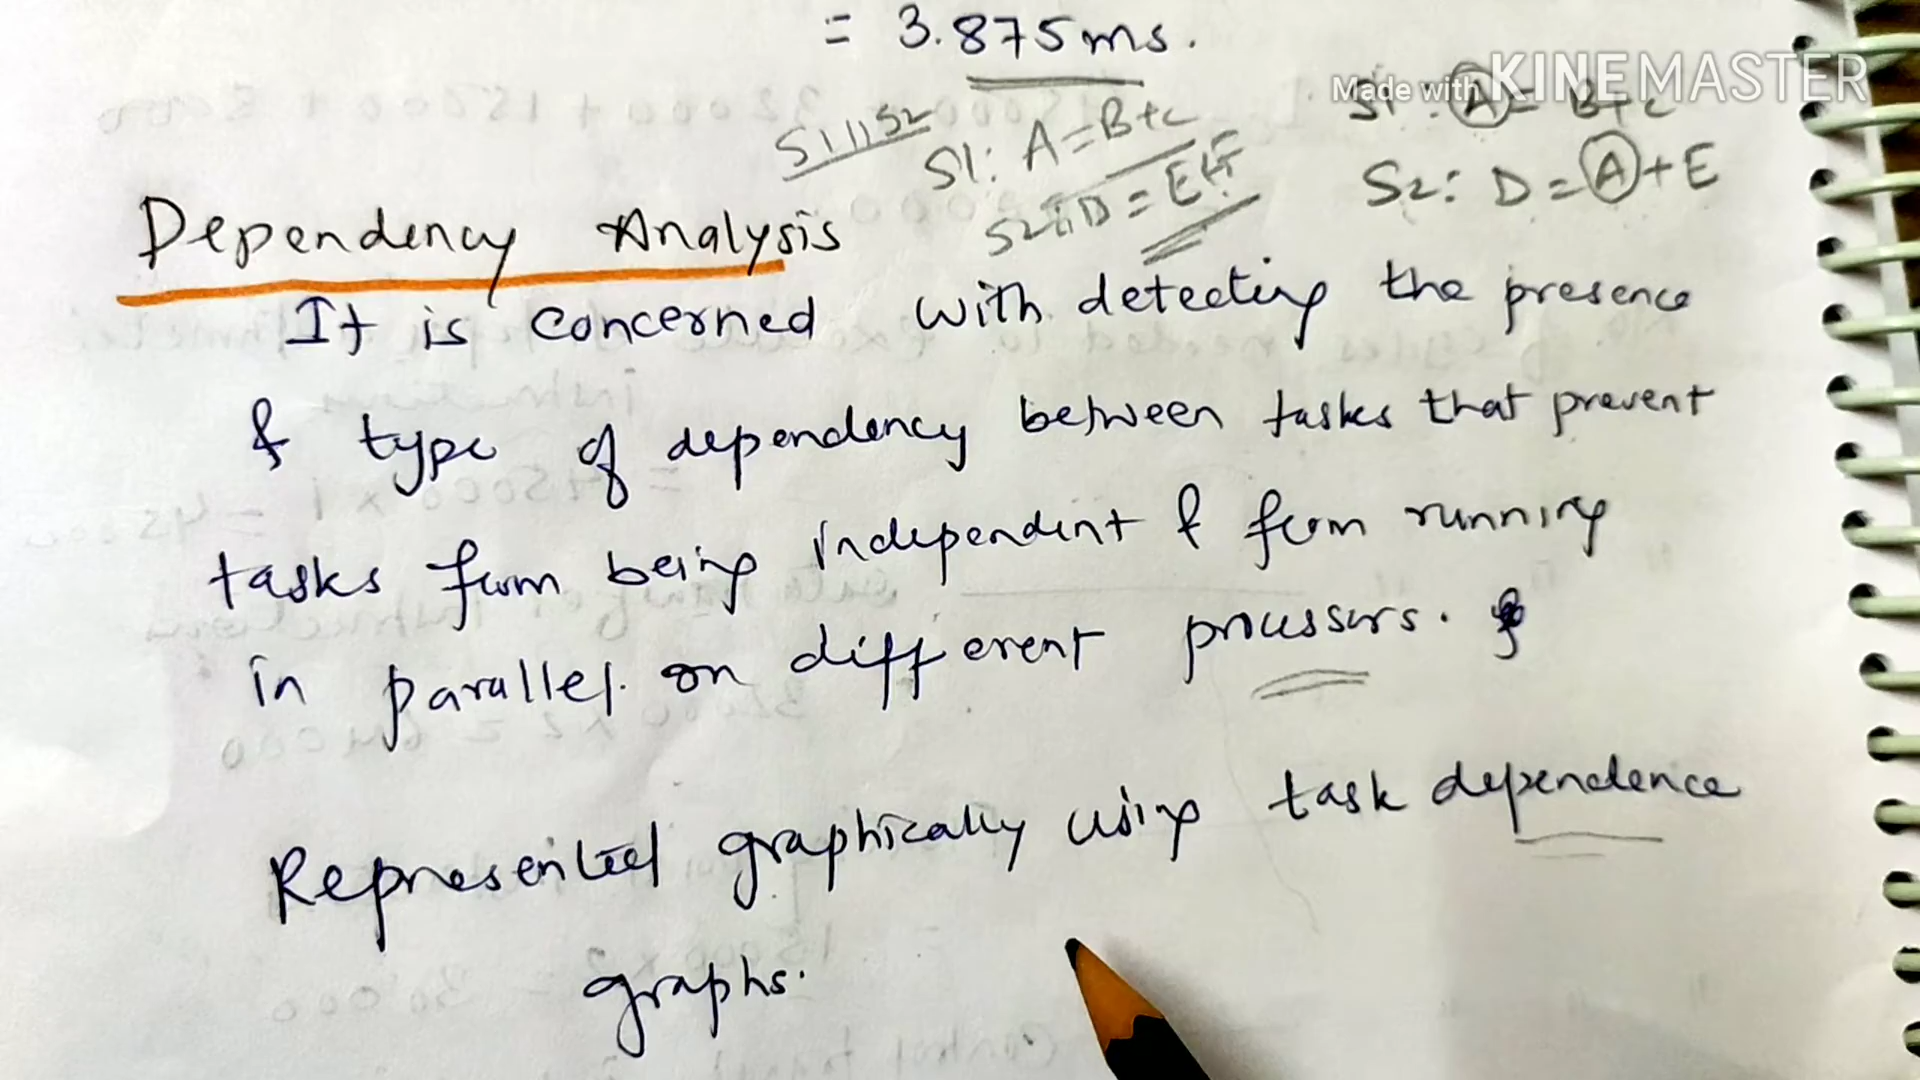 = 3.875ms.
Made with KINEMASTER
S1||S2
S1: A=B+C
S2: D=E+F
S1: A = B+C
S2: D=A+E
Dependency Analysis
It is concerned with detecting the presence
& type of dependency between tasks that prevent
tasks from being independent & from running
in parallel. on different processors.
Represented graphically using task dependence
graphs.